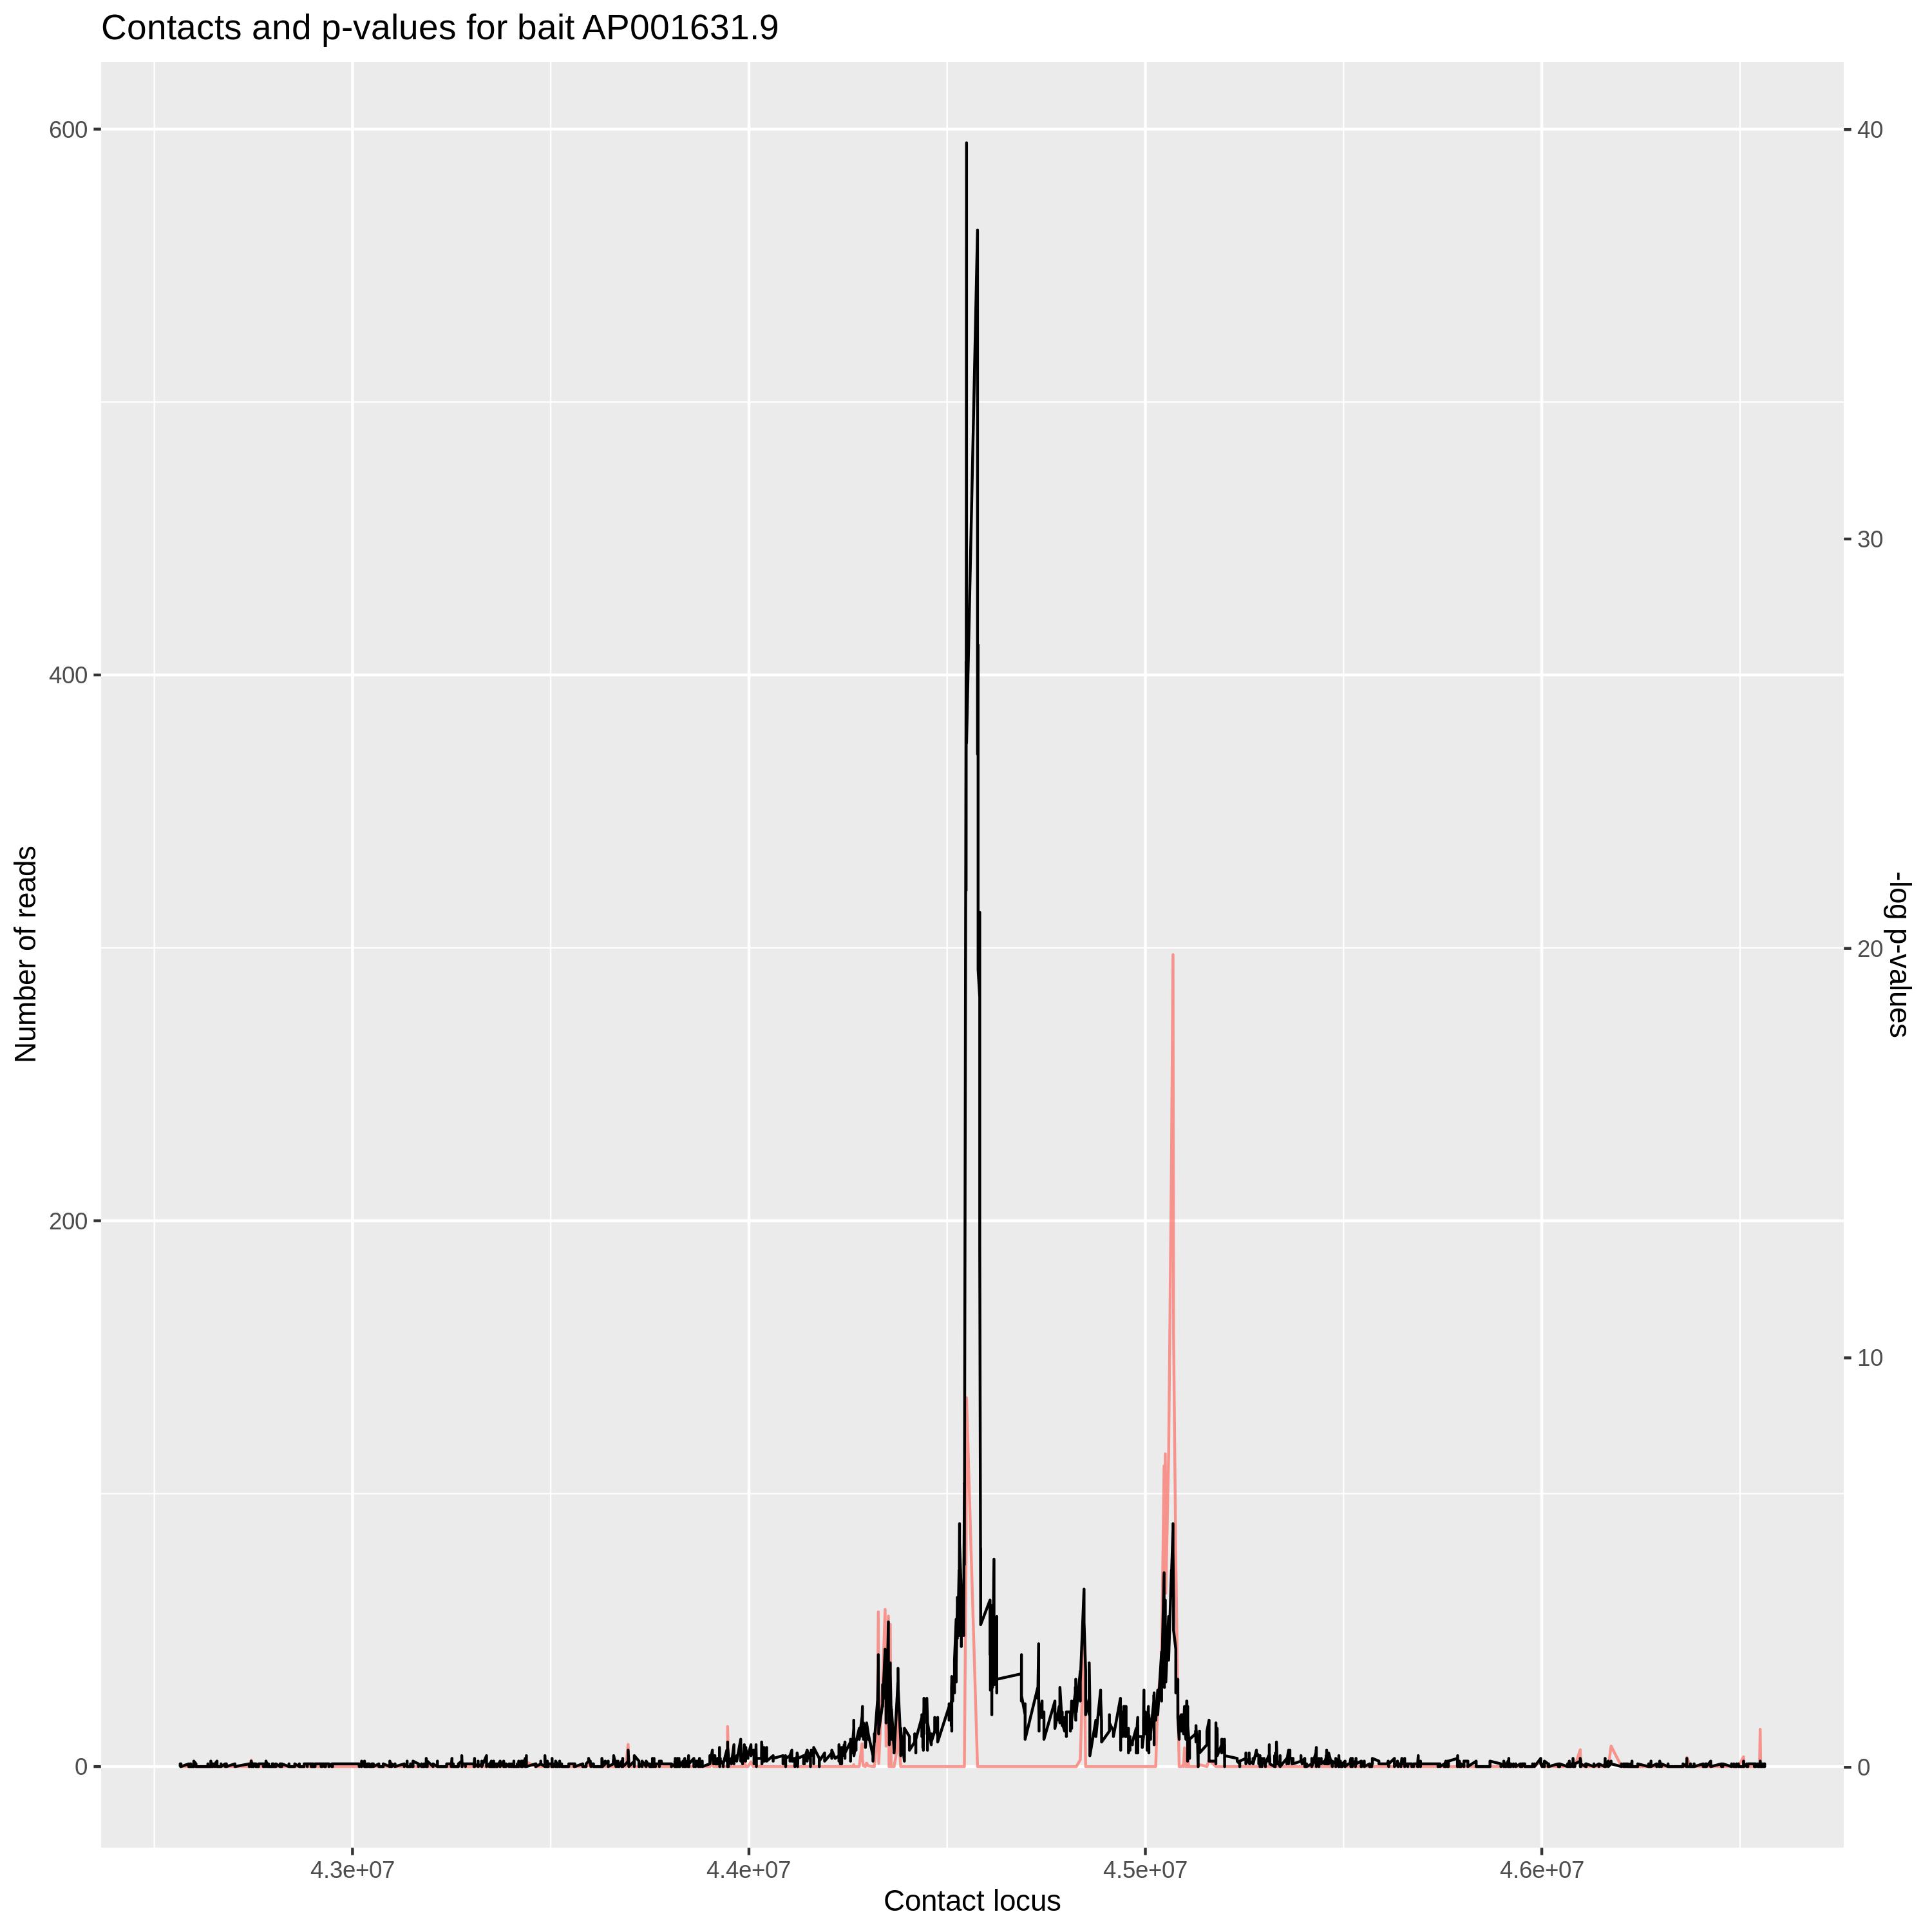 Contacts and p-values for bait AP001631.9
600
400
200
0
Number of reads
40
30
20
10
0
-log p-values
4.3e+07
4.4e+07
4.5e+07
4.6e+07
Contact locus